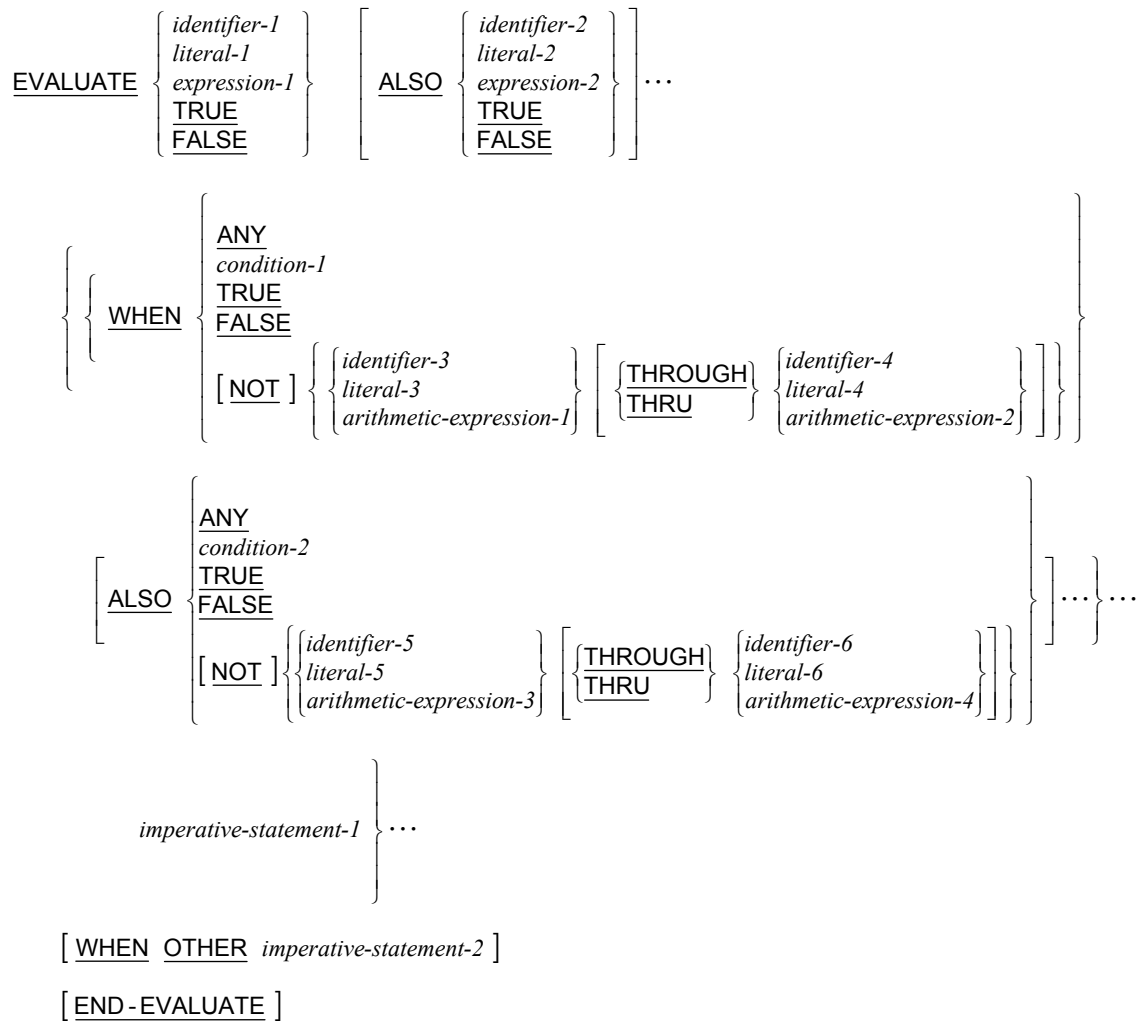 identifier-1 identifier-2
literal-1 literal-2
EVALUATE expression-1 ALSO expression-2 ...
TRUE TRUE
FALSE FALSE
ANY
condition-1
TRUE
WHEN FALSE
[ NOT ] identifier-3 THROUGH identifier-4
literal-3 THRU literal-4
arithmetic-expression-1 arithmetic-expression-2
ANY
condition-2
TRUE
ALSO FALSE ... ...
[ NOT ] identifier-5 THROUGH identifier-6
literal-5 THRU literal-6
arithmetic-expression-3 arithmetic-expression-4
imperative-statement-1 ...
[ WHEN OTHER imperative-statement-2 ]
[ END-EVALUATE ]